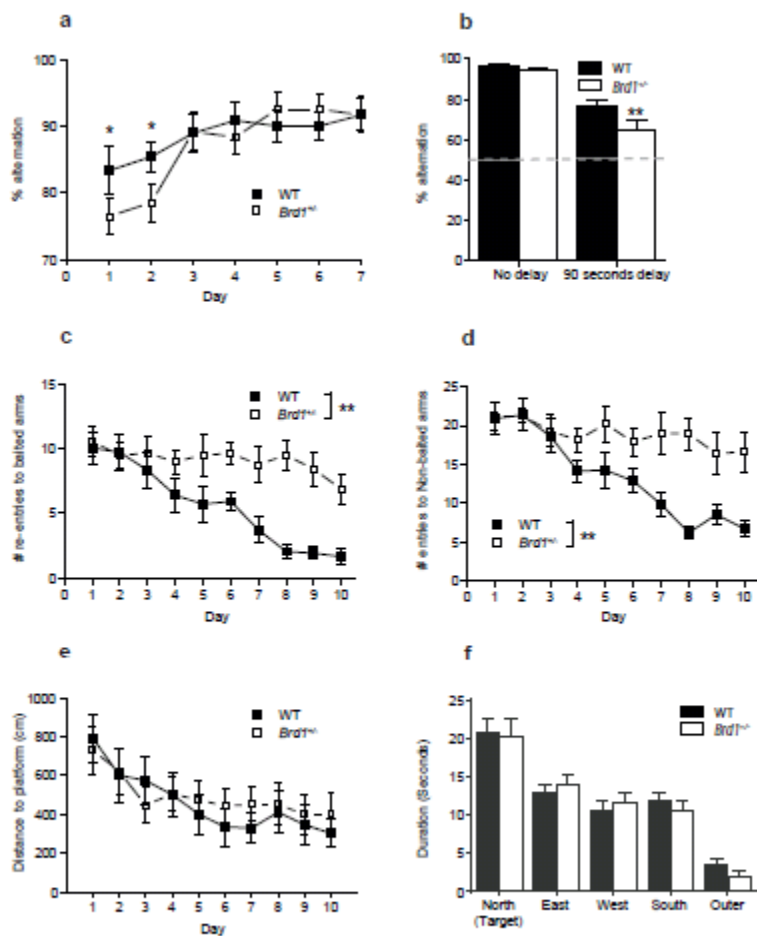 a
100
90
80
70
% alternation
* *
WT
Brd1+/-
0 1 2 3 4 5 6 7
Day
b
100
80
60
40
20
0
% alternation
WT
Brd1+/-
**
No delay 90 seconds delay
c
15
10
5
0
# re-entries to baited arms
WT
Brd1+/-
**
0 1 2 3 4 5 6 7 8 9 10
Day
d
25
20
15
10
5
0
# entries to Non-baited arms
WT
Brd1+/-
**
0 1 2 3 4 5 6 7 8 9 10
Day
e
1000
800
600
400
200
0
Distance to platform (cm)
WT
Brd1+/-
0 1 2 3 4 5 6 7 8 9 10
Day
f
25
20
15
10
5
0
Duration (Seconds)
WT
Brd1+/-
North East West South Outer
(Target)